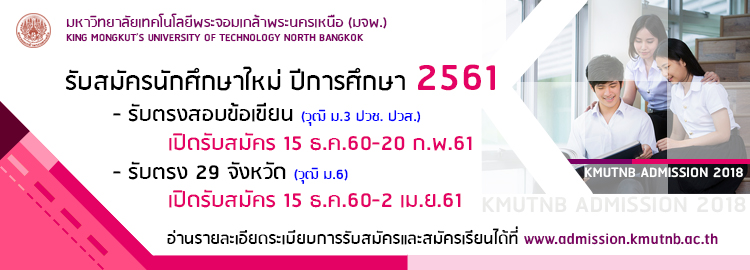 มหาวิทยาลัยเทคโนโลยีพระจอมเกล้าพระนครเหนือ (มจพ.)
KING MONGKUT'S UNIVERSITY OF TECHNOLOGY NORTH BANGKOK
รับสมัครนักศึกษาใหม่ ปีการศึกษา 2561
- รับตรงสอบข้อเขียน (วุฒิ ม.3 ปวช. ปวส.)
เปิดรับสมัคร 15 ธ.ค.60-20 ก.พ.61
- รับตรง 29 จังหวัด (วุฒิ ม.6)
เปิดรับสมัคร 15 ธ.ค.60-2 เม.ย.61
KMUTNB ADMISSION 2018
KMUTNB ADMISSION 2018
อ่านรายละเอียดระเบียบการรับสมัครและสมัครเรียนได้ที่ www.admission.kmutnb.ac.th